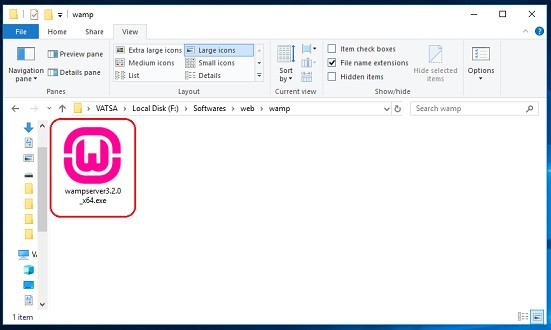 wamp
File
Home
Share
View
Navigation pane
Preview pane
Details pane
Panes
Extra large icons
Large icons
Medium icons
Small icons
List
Details
Layout
Sort by
Current view
Item check boxes
File name extensions
Hidden items
Hide selected items
Show/hide
Options
VATSA > Local Disk (F:) > Softwares > web > wamp
Search wamp
wampserver3.2.0
_x64.exe
1 item